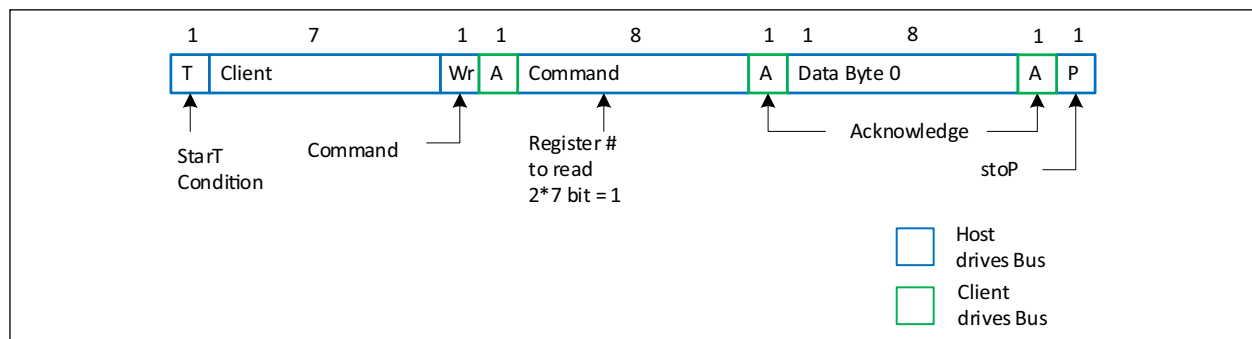 1 7 1 1 8 1 1 8 1 1
T Client Wr A Command A Data Byte 0 A P
StarT
Condition
Command
Register #
to read
2*7 bit = 1
Acknowledge
stoP
Host
drives Bus
Client
drives Bus